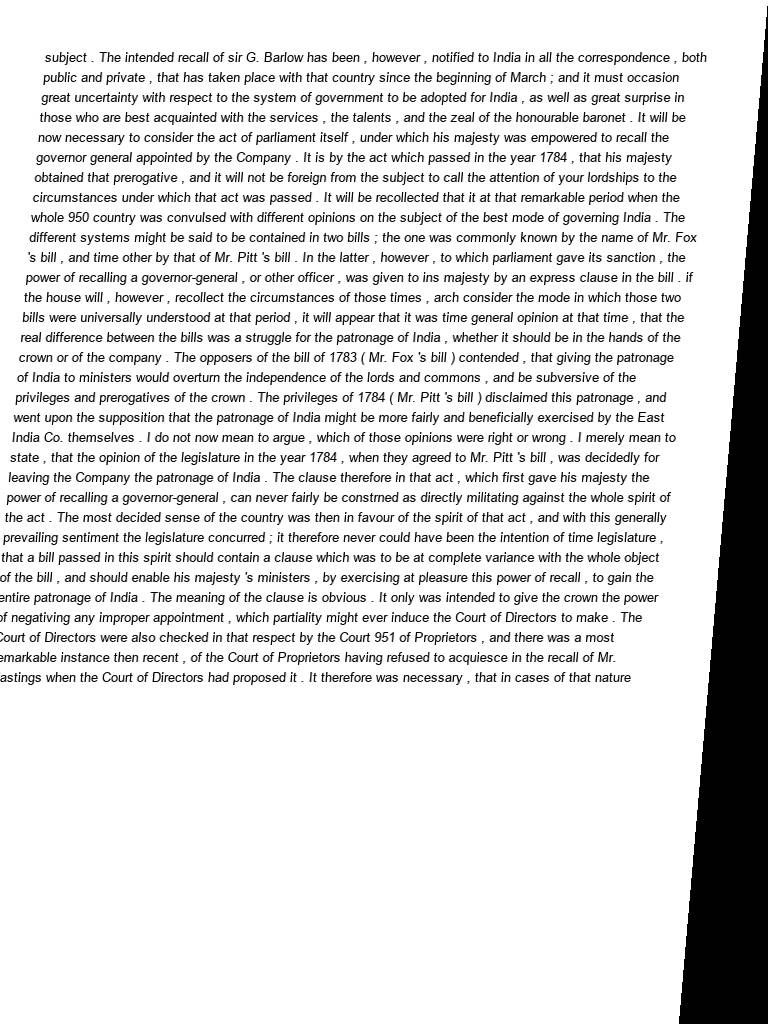 subject . The intended recall of sir G. Barlow has been , however , notified to India in all the correspondence , both
public and private , that has taken place with that country since the beginning of March ; and it must occasion
great uncertainty with respect to the system of government to be adopted for India , as well as great surprise in
those who are best acquainted with the services , the talents , and the zeal of the honourable baronet . It will be
now necessary to consider the act of parliament itself , under which his majesty was empowered to recall the
governor general appointed by the Company . It is by the act which passed in the year 1784 , that his majesty
obtained that prerogative , and it will not be foreign from the subject to call the attention of your lordships to the
circumstances under which that act was passed . It will be recollected that it at that remarkable period when the
whole 950 country was convulsed with different opinions on the subject of the best mode of governing India . The
different systems might be said to be contained in two bills ; the one was commonly known by the name of Mr. Fox
's bill , and time other by that of Mr. Pitt 's bill . In the latter , however , to which parliament gave its sanction , the
power of recalling a governor-general , or other officer , was given to ins majesty by an express clause in the bill . if
the house will , however , recollect the circumstances of those times , arch consider the mode in which those two
bills were universally understood at that period , it will appear that it was time general opinion at that time , that the
real difference between the bills was a struggle for the patronage of India , whether it should be in the hands of the
crown or of the company . The opposers of the bill of 1783 ( Mr. Fox 's bill ) contended , that giving the patronage
of India to ministers would overturn the independence of the lords and commons , and be subversive of the
privileges and prerogatives of the crown . The privileges of 1784 ( Mr. Pitt 's bill ) disclaimed this patronage , and
went upon the supposition that the patronage of India might be more fairly and beneficially exercised by the East
India Co. themselves . I do not now mean to argue , which of those opinions were right or wrong . I merely mean to
state , that the opinion of the legislature in the year 1784 , when they agreed to Mr. Pitt 's bill , was decidedly for
leaving the Company the patronage of India . The clause therefore in that act , which first gave his majesty the
power of recalling a governor-general , can never fairly be constrned as directly militating against the whole spirit of
the act . The most decided sense of the country was then in favour of the spirit of that act , and with this generally
prevailing sentiment the legislature concurred ; it therefore never could have been the intention of time legislature ,
that a bill passed in this spirit should contain a clause which was to be at complete variance with the whole object
of the bill , and should enable his majesty 's ministers , by exercising at pleasure this power of recall , to gain the
entire patronage of India . The meaning of the clause is obvious . It only was intended to give the crown the power
of negativing any improper appointment , which partiality might ever induce the Court of Directors to make . The
Court of Directors were also checked in that respect by the Court 951 of Proprietors , and there was a most
emarkable instance then recent , of the Court of Proprietors having refused to acquiesce in the recall of Mr.
astings when the Court of Directors had proposed it . It therefore was necessary , that in cases of that nature